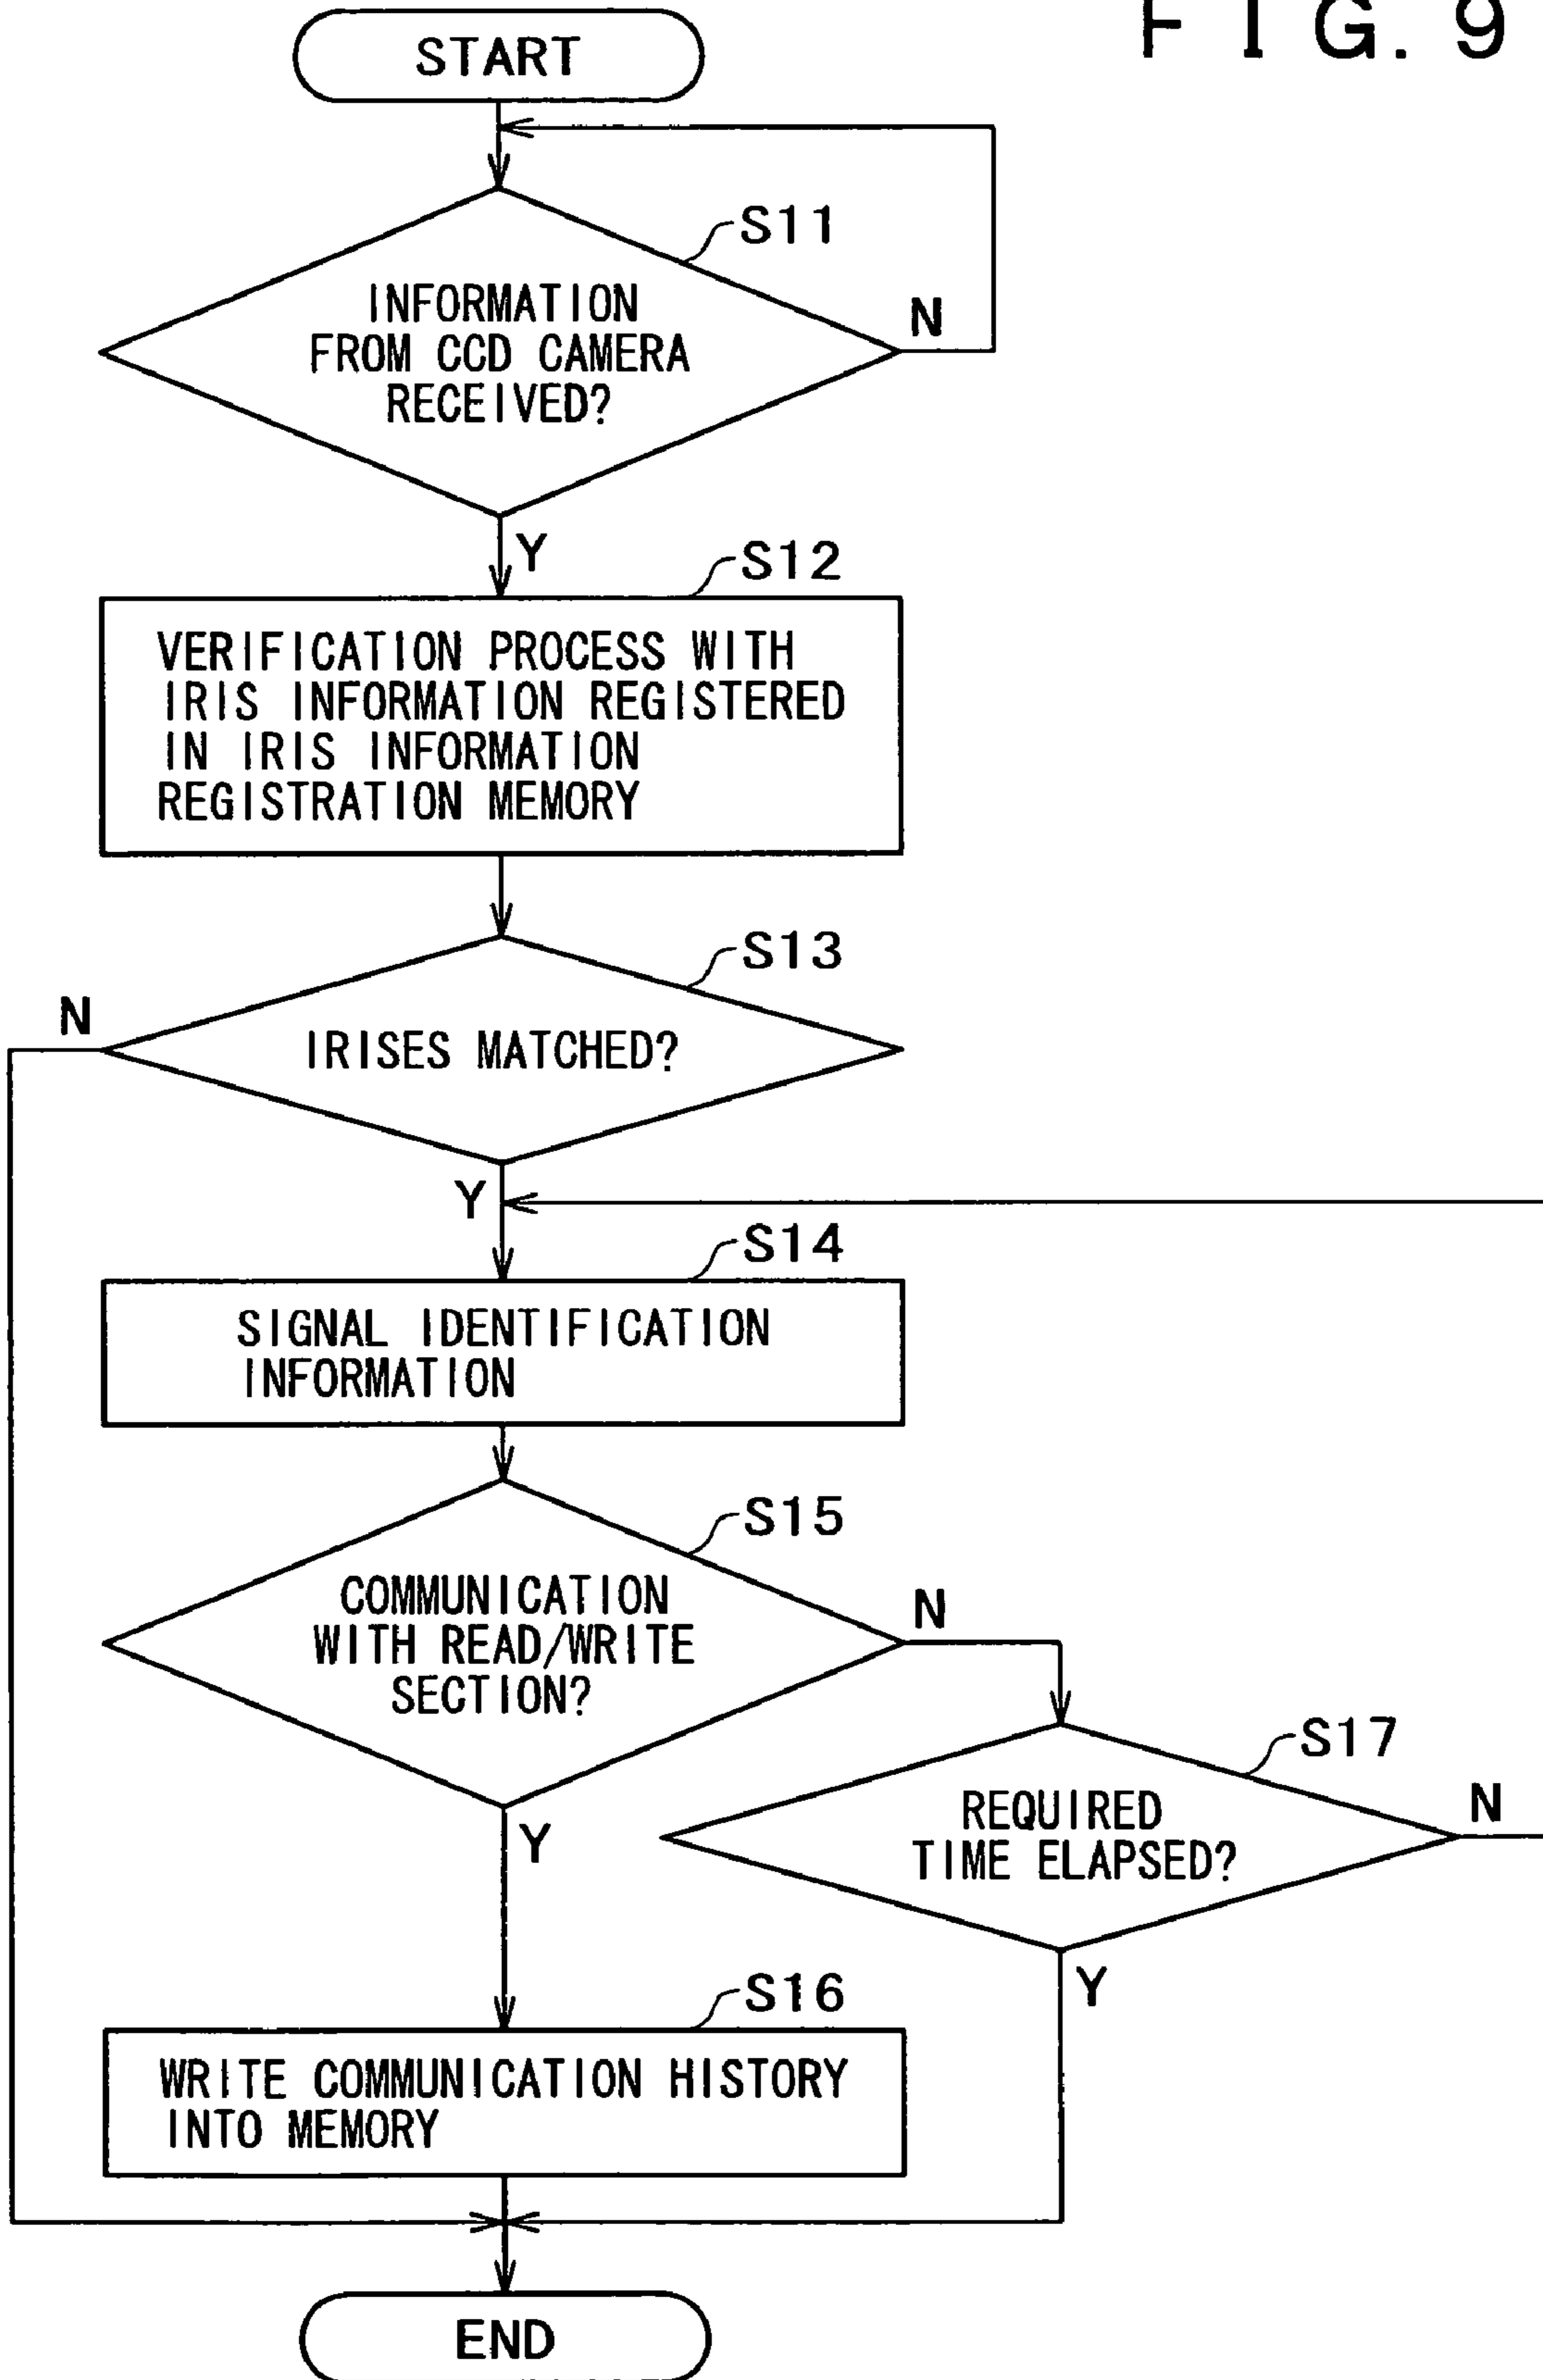 FIG. 9
START
S11
INFORMATION
FROM CCD CAMERA
RECEIVED?
N
Y
S12
VERIFICATION PROCESS WITH
IRIS INFORMATION REGISTERED
IN IRIS INFORMATION
REGISTRATION MEMORY
S13
N
IRISES MATCHED?
Y
S14
SIGNAL IDENTIFICATION
INFORMATION
S15
COMMUNICATION
WITH READ/WRITE
SECTION?
N
Y
S17
REQUIRED
TIME ELAPSED?
N
Y
S16
WRITE COMMUNICATION HISTORY
INTO MEMORY
END